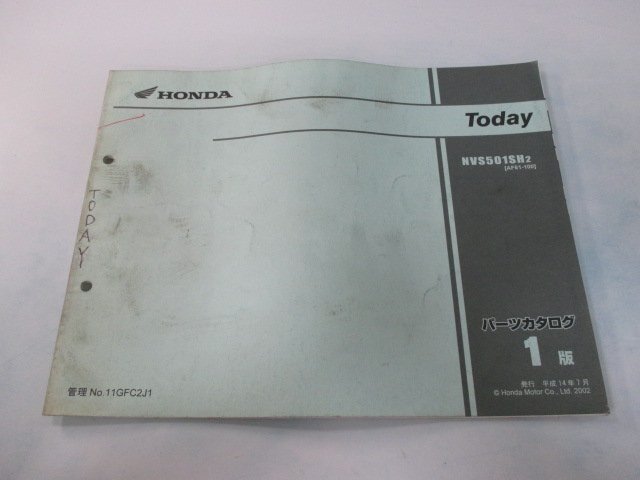 HONDA
Today
NVS501SH2
[AF61-100]
TODAY
パーツカタログ
1版
発行 平成14年7月
© Honda Motor Co., Ltd. 2002
管理 No.11GFC2J1